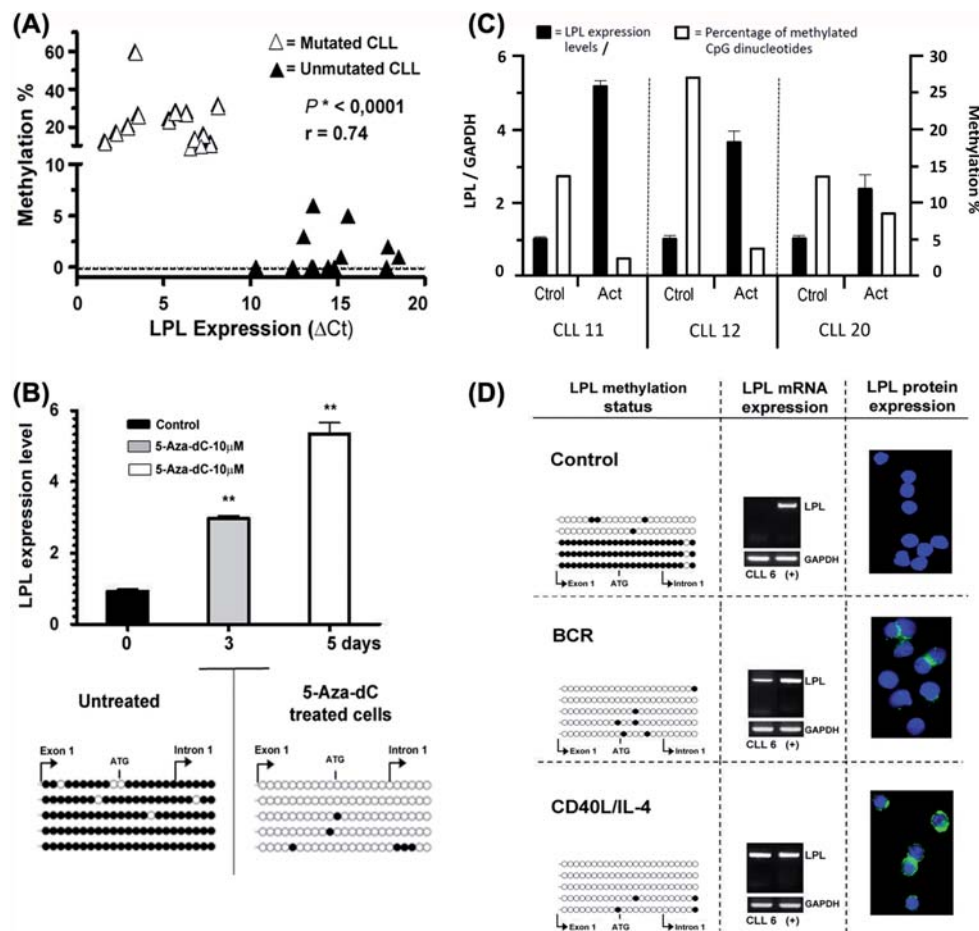 (A)
△ = Mutated CLL
▲ = Unmutated CLL
P * < 0,0001
r = 0.74
Methylation %
60
50
40
30
20
10
5
0
0
5
10
15
20
LPL Expression (ΔCt)
(B)
LPL expression level
6
4
2
0
Control
5-Aza-dC-10µM
5-Aza-dC-10µM
**
**
0
3
5 days
Untreated
5-Aza-dC
treated cells
Exon 1
ATG
Intron 1
Exon 1
ATG
Intron 1
(C)
= LPL expression
levels /
= Percentage of methylated
CpG dinucleotides
LPL / GAPDH
6
5
4
3
2
1
0
30
25
20
15
10
5
0
Methylation %
Ctrol Act Ctrol Act Ctrol Act
CLL 11 CLL 12 CLL 20
(D)
LPL methylation
status
LPL mRNA
expression
LPL protein
expression
Control
Exon 1
ATG
Intron 1
LPL
GAPDH
CLL 6 (+)
BCR
Exon 1
ATG
Intron 1
LPL
GAPDH
CLL 6 (+)
CD40L/IL-4
Exon 1
ATG
Intron 1
LPL
GAPDH
CLL 6 (+)